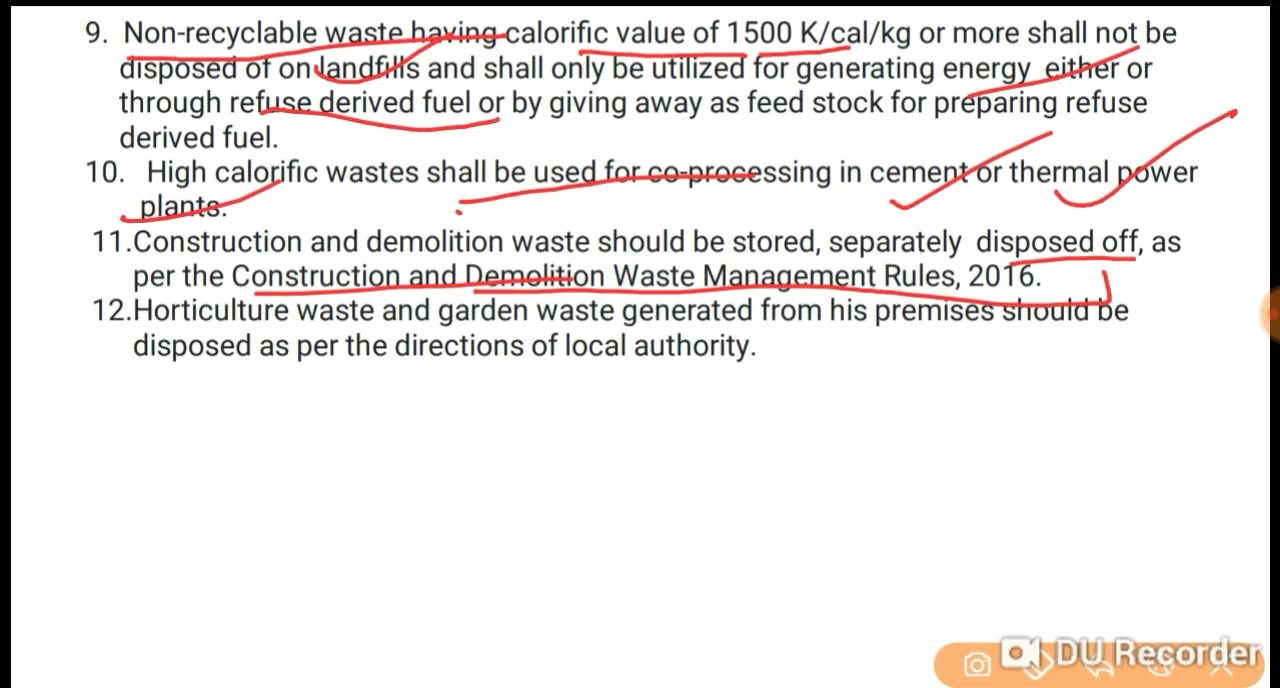 9. Non-recyclable waste having calorific value of 1500 K/cal/kg or more shall not be
disposed of on landfills and shall only be utilized for generating energy either or
through refuse derived fuel or by giving away as feed stock for preparing refuse
derived fuel.
10. High calorific wastes shall be used for co-processing in cement or thermal power
plants.
11.Construction and demolition waste should be stored, separately disposed off, as
per the Construction and Demolition Waste Management Rules, 2016.
12.Horticulture waste and garden waste generated from his premises should be
disposed as per the directions of local authority.
DU Recorder